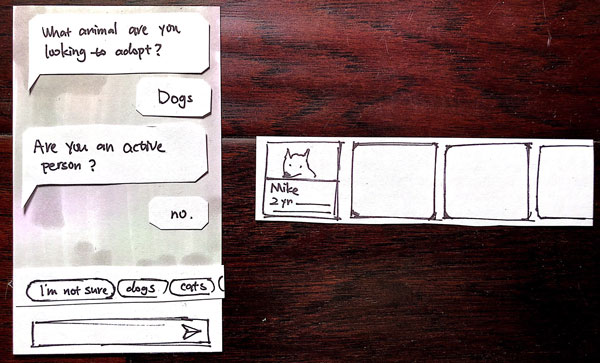 What animal are you
looking to adopt?
Dogs
Are you an active
person?
no.
I'm not sure
dogs
cats
Mike
2 yr